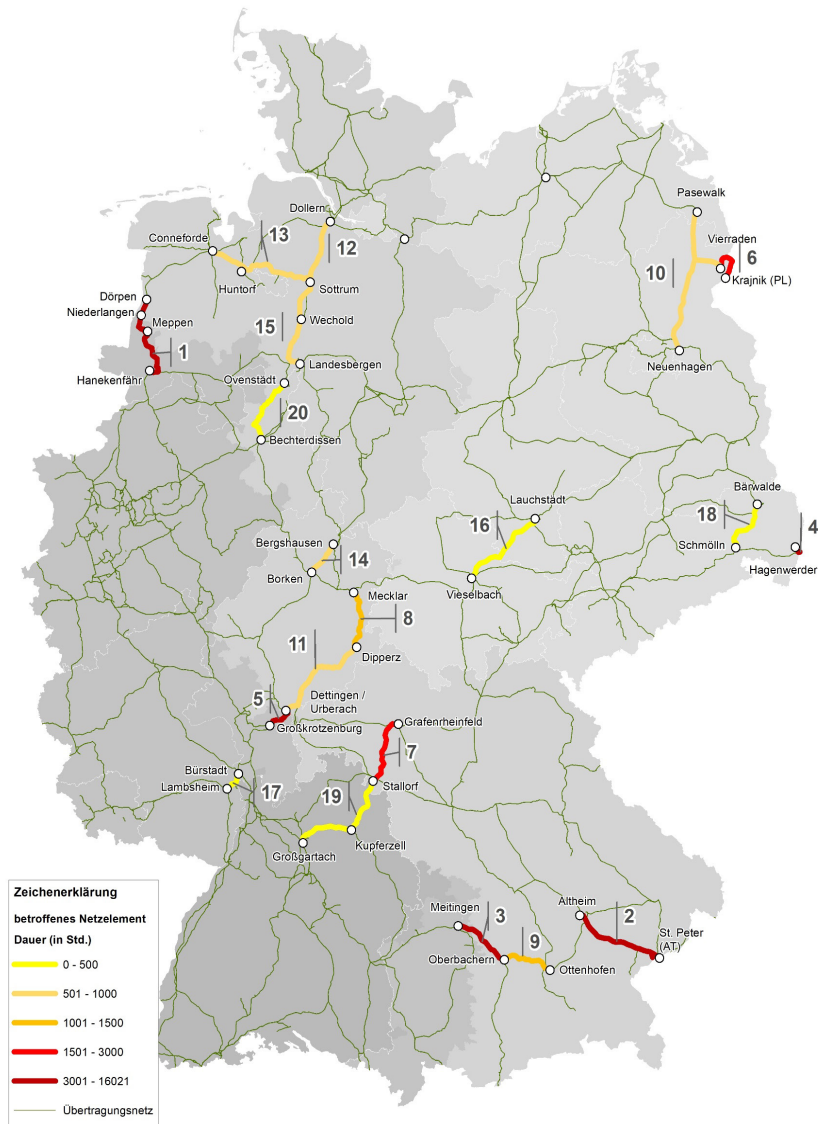 Pasewalk
Dollern
13
Vierraden
Conneforde
12
6
10
Krajnik (PL)
Huntorf
Sottrum
Dörpen
Niederlangen
Meppen
15
Wechold
1
Neuenhagen
Landesbergen
Hanekenfähr
Ovenstädt
20
Bechterdissen
Lauchstädt
Bärwalde
16
18
4
Bergshausen
Schmölln
14
Hagenwerder
Borken
Vieselbach
Mecklar
8
11
Dipperz
5
Dettingen /
Urberach
Großkrotzenburg
Grafenrheinfeld
7
Bürstadt
Lambsheim
17
19
Stallorf
Großgartach
Kupferzell
Zeichenerklärung
betroffenes Netzelement
Dauer (in Std.)
0 - 500
501 - 1000
1001 - 1500
1501 - 3000
3001 - 16021
Übertragungsnetz
Meitingen
3
Altheim
2
9
St. Peter
(AT)
Oberbachern
Ottenhofen